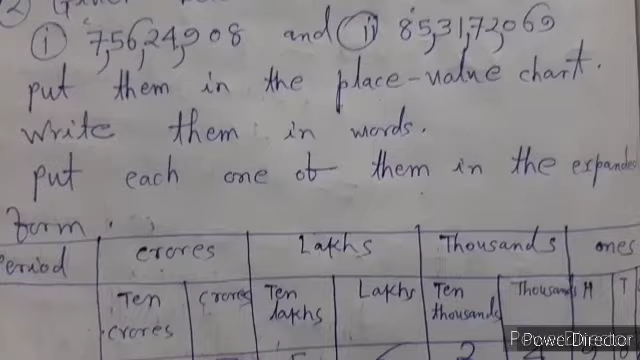 i 7,56,24,908 and ii 85,31,72,069
put them in the place-value chart.
Write them in words.
put each one of them in the expanded
form.
Period crores Lakhs Thousands ones
Ten crores crores Ten lakhs Lakhs Ten thousands Thousands H T
PowerDirector